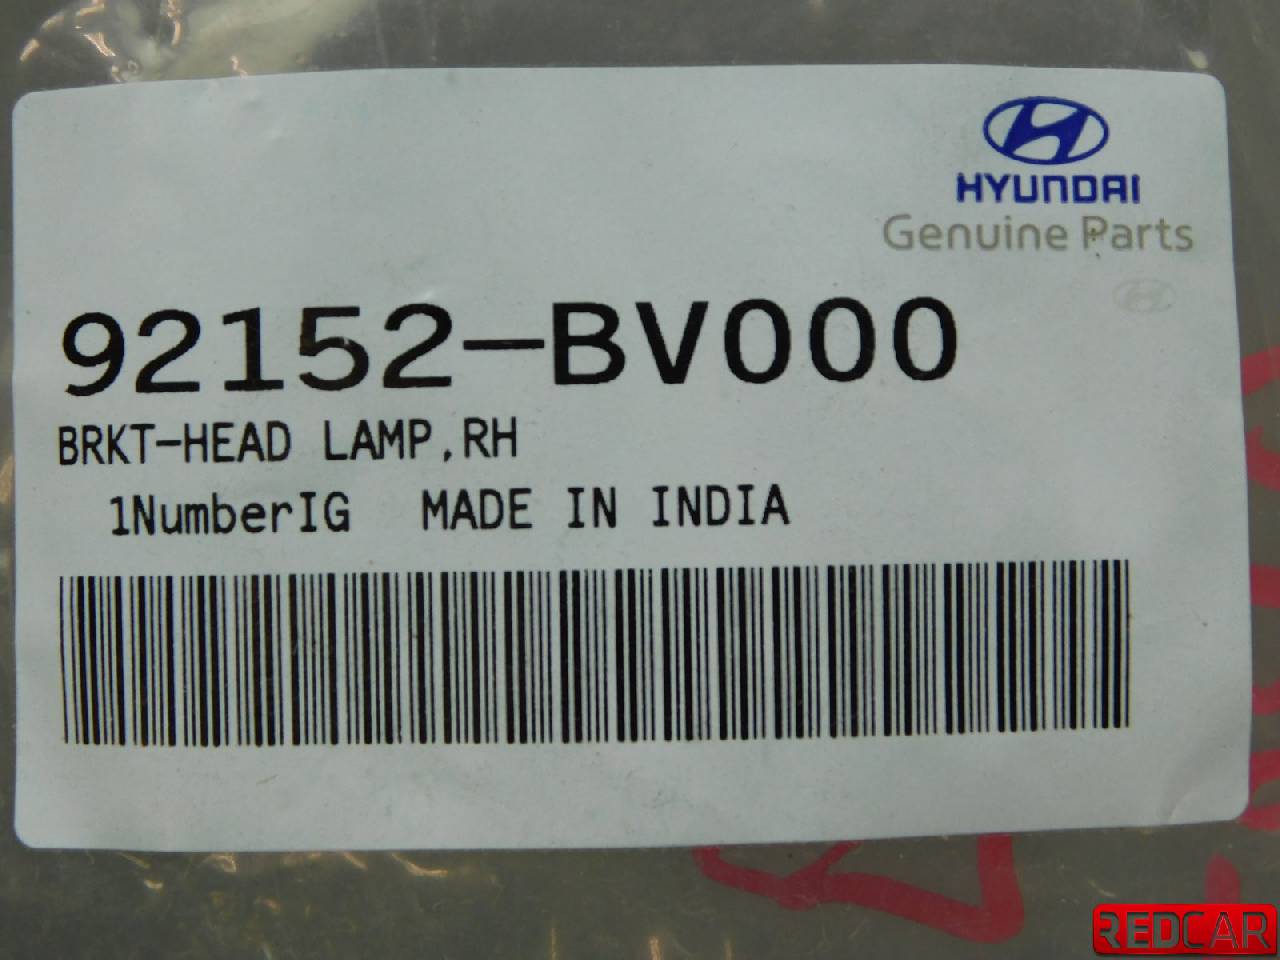 HYUNDAI
Genuine Parts
92152-BV000
BRKT-HEAD LAMP,RH
1NumberIG MADE IN INDIA
REDCAR